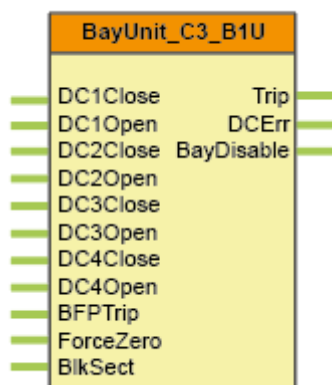 BayUnit_C3_B1U
DC1Close Trip
DC1Open DCErr
DC2Close BayDisable
DC2Open
DC3Close
DC3Open
DC4Close
DC4Open
BFPTrip
ForceZero
BlkSect